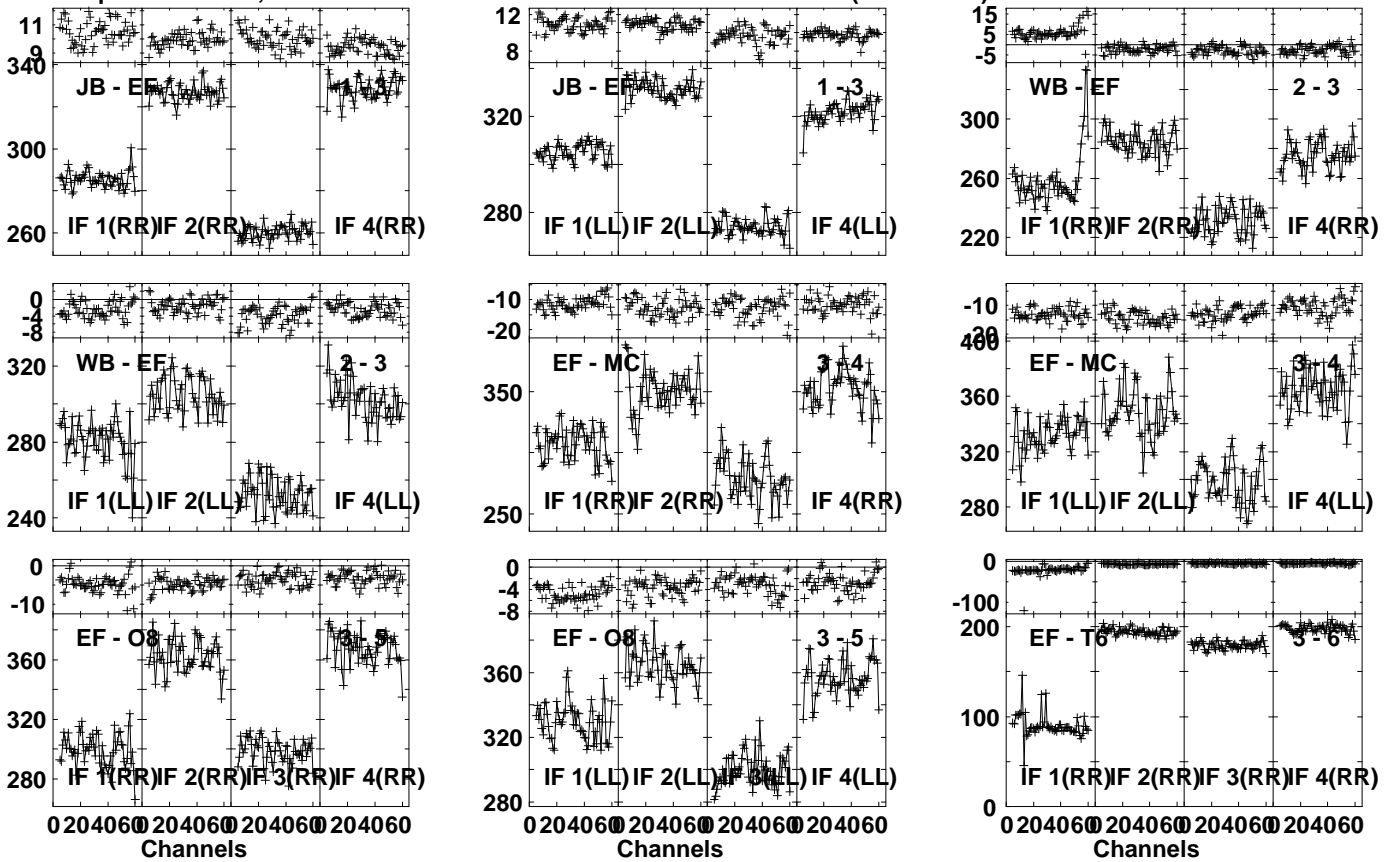 11
9
340
300
260
JB - EF
1 - 3
IF 1(RR) IF 2(RR) IF 4(RR)
12
8
320
280
JB - EF
1 - 3
IF 1(LL) IF 2(LL) IF 4(LL)
15
5
-5
300
260
220
WB - EF
2 - 3
IF 1(RR) IF 2(RR) IF 4(RR)
0
-4
-8
320
280
240
WB - EF
2 - 3
IF 1(LL) IF 2(LL) IF 4(LL)
-10
-20
350
250
EF - MC
3 - 4
IF 1(RR) IF 2(RR) IF 4(RR)
-10
-20
400
360
320
280
EF - MC
3 - 4
IF 1(LL) IF 2(LL) IF 4(LL)
0
-10
360
320
280
EF - O8
3 - 5
IF 1(RR) IF 2(RR) IF 3(RR) IF 4(RR)
0 20 40 60 0 20 40 60 0 20 40 60 0 20 40 60
Channels
0
-4
-8
360
320
280
EF - O8
3 - 5
IF 1(LL) IF 2(LL) IF 3(LL) IF 4(LL)
0 20 40 60 0 20 40 60 0 20 40 60 0 20 40 60
Channels
0
-100
200
100
0
EF - T6
3 - 6
IF 1(RR) IF 2(RR) IF 3(RR) IF 4(RR)
0 20 40 60 0 20 40 60 0 20 40 60 0 20 40 60
Channels